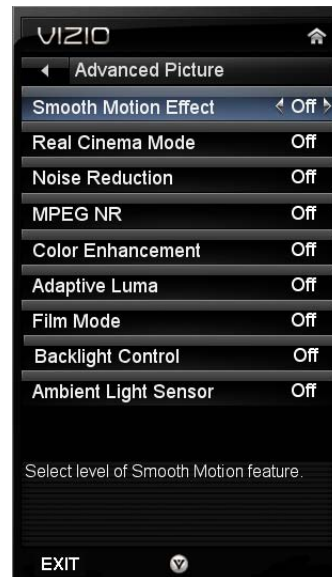 VIZIO
Advanced Picture
Smooth Motion Effect Off
Real Cinema Mode Off
Noise Reduction Off
MPEG NR Off
Color Enhancement Off
Adaptive Luma Off
Film Mode Off
Backlight Control Off
Ambient Light Sensor Off
Select level of Smooth Motion feature.
EXIT